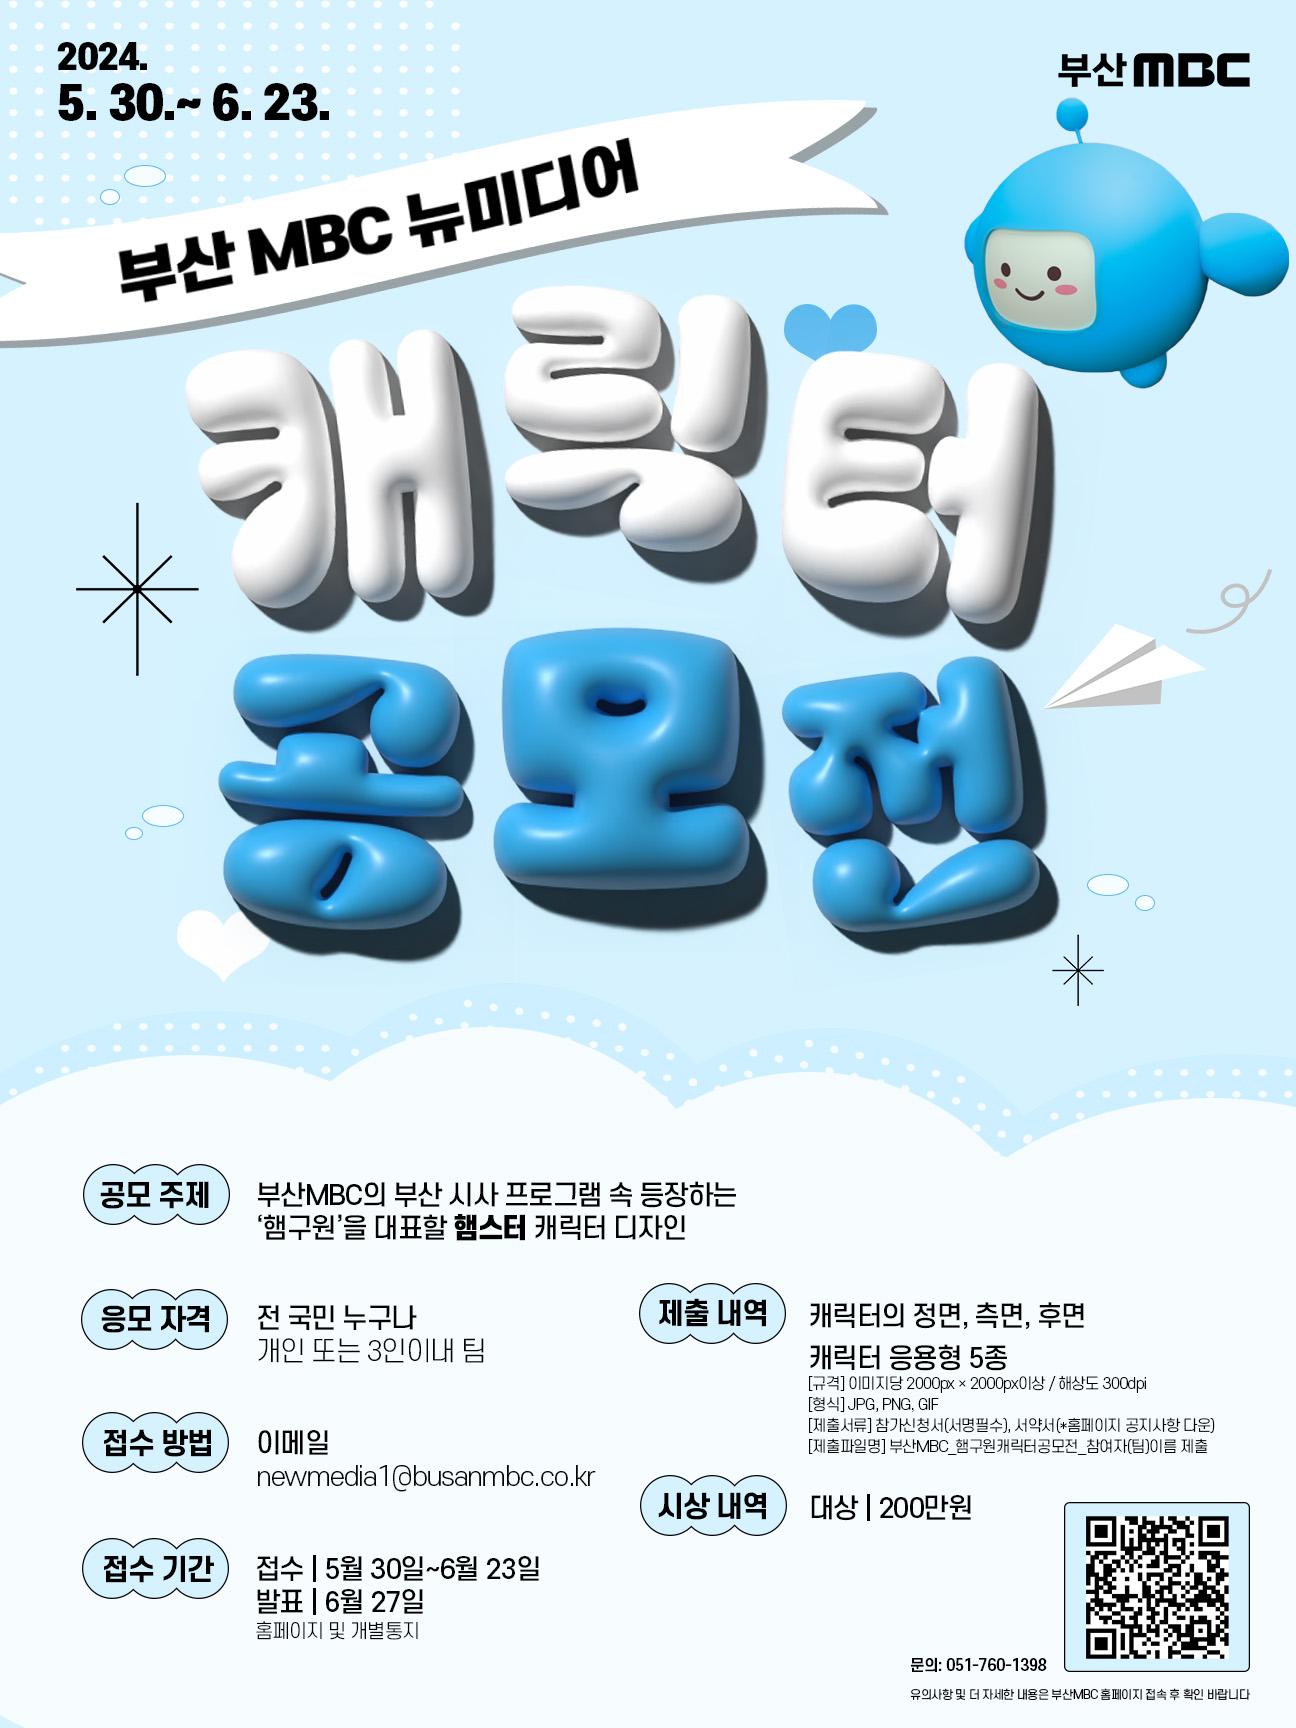 2024.
5. 30.~ 6. 23.
부산 MBC
부산 MBC 뉴미디어
캐릭터
공모전
공모 주제
부산MBC의 부산 시사 프로그램 속 등장하는
‘햄구원’을 대표할 햄스터 캐릭터 디자인
응모 자격
전 국민 누구나
개인 또는 3인이내 팀
접수 방법
이메일
newmedia1@busanmbc.co.kr
접수 기간
접수 | 5월 30일~6월 23일
발표 | 6월 27일
홈페이지 및 개별통지
제출 내역
캐릭터의 정면, 측면, 후면
캐릭터 응용형 5종
[규격] 이미지당 2000px × 2000px이상 / 해상도 300dpi
[형식] JPG, PNG, GIF
[제출서류] 참가신청서(서명필수), 서약서(*홈페이지 공지사항 다운)
[제출파일명] 부산MBC_햄구원캐릭터공모전_참여자(팀)이름 제출
시상 내역
대상 | 200만원
문의: 051-760-1398
유의사항 및 더 자세한 내용은 부산MBC 홈페이지 접속 후 확인 바랍니다